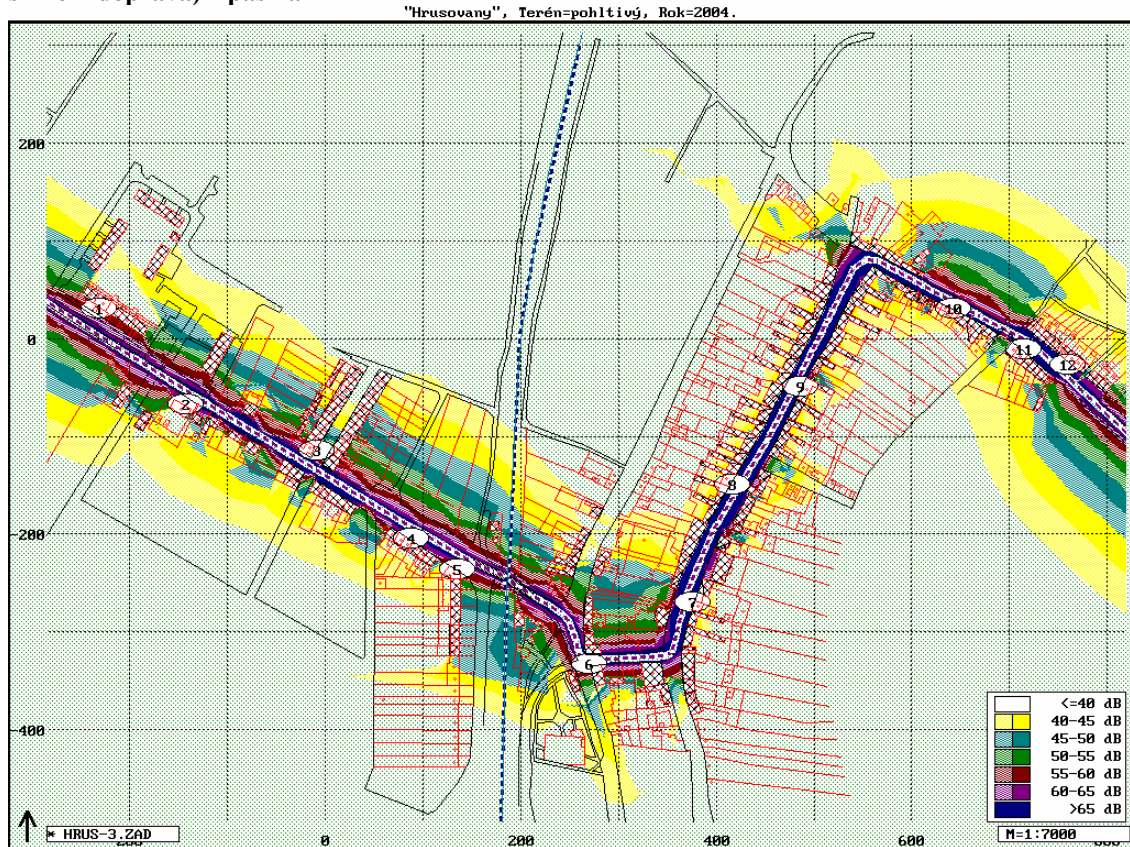 "Hrusovany", Terén=pohltivý, Rok=2004.
200
0
-200
-400
1
2
3
4
5
6
7
8
9
10
11
12
<=40 dB
40-45 dB
45-50 dB
50-55 dB
55-60 dB
60-65 dB
>65 dB
* HRUS-3.ZAD
0
200
400
600
M=1:7000